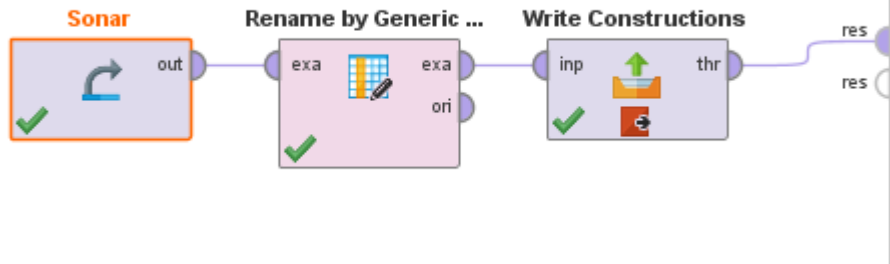 Sonar
Rename by Generic ...
Write Constructions
out
exa
exa
ori
inp
thr
res
res